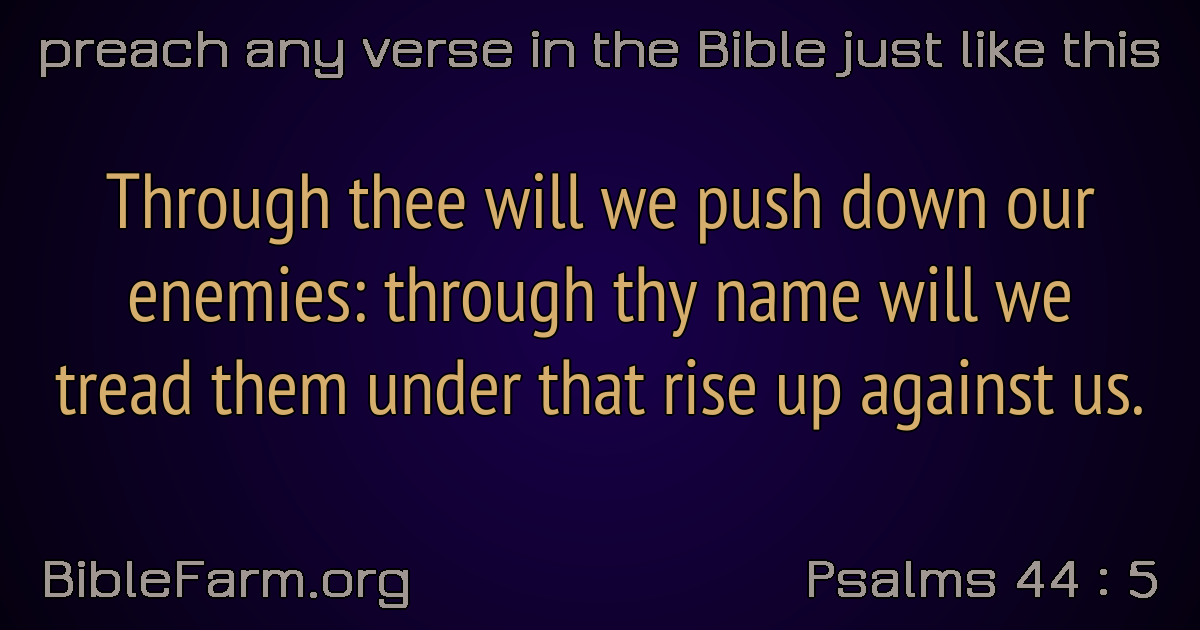 preach any verse in the Bible just like this
Through thee will we push down our
enemies: through thy name will we
tread them under that rise up against us.
BibleFarm.org
Psalms 44 : 5